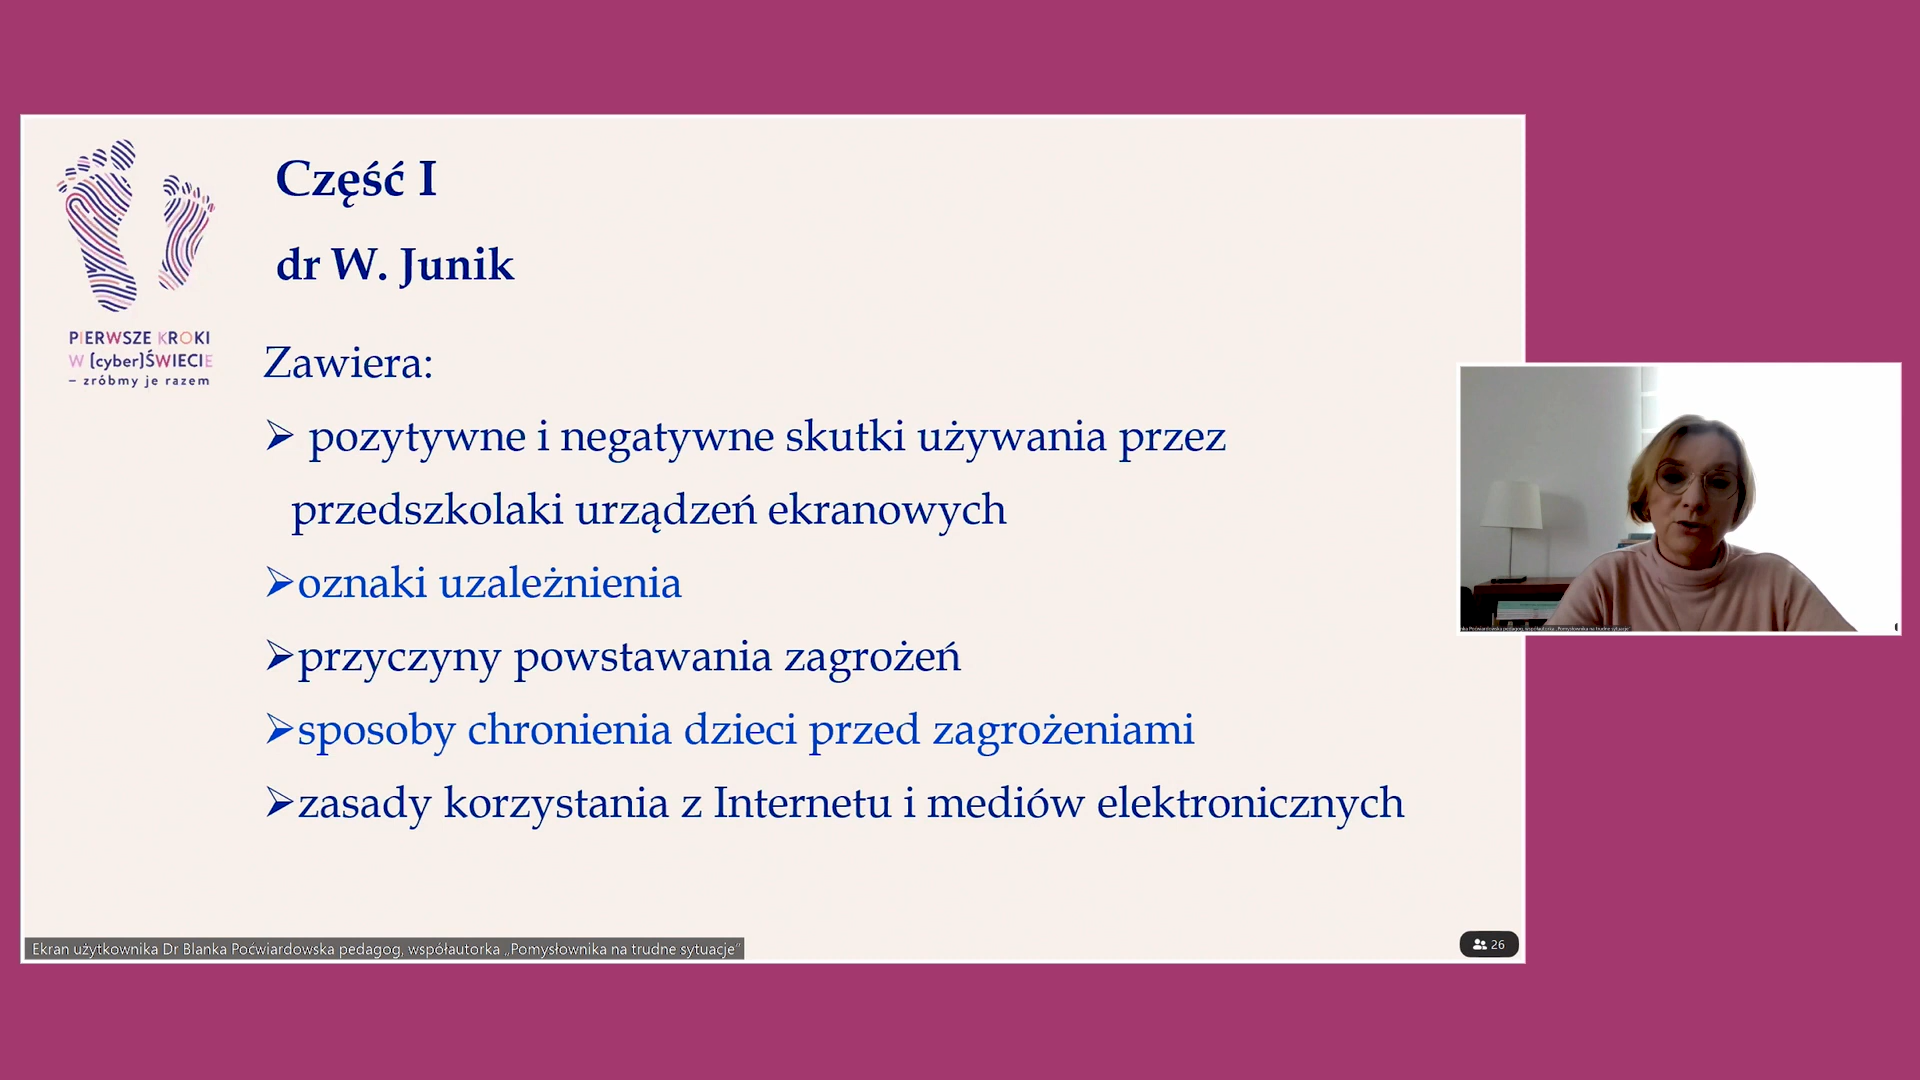 Część I
dr W. Junik
PIERWSZE KROKI
W [cyber]ŚWIECIE
– zróbmy je razem
Zawiera:
➢ pozytywne i negatywne skutki używania przez
przedszkolaki urządzeń ekranowych
➢oznaki uzależnienia
➢przyczyny powstawania zagrożeń
➢sposoby chronienia dzieci przed zagrożeniami
➢zasady korzystania z Internetu i mediów elektronicznych
Ekran użytkownika Dr Blanka Poćwiardowska pedagog, współautorka „Pomysłownika na trudne sytuacje”
26